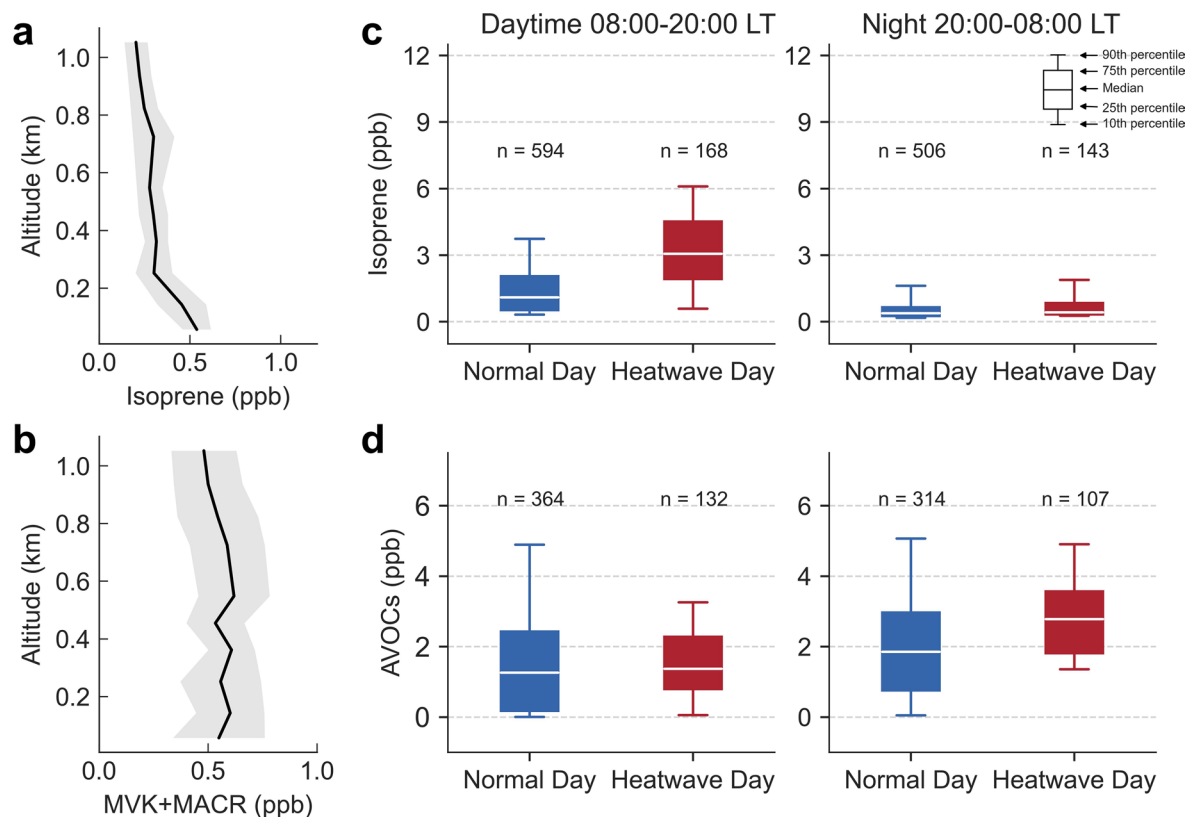 a
1.0
0.8
0.6
0.4
0.2
Altitude (km)
0.0 0.5 1.0
Isoprene (ppb)
b
1.0
0.8
0.6
0.4
0.2
Altitude (km)
0.0 0.5 1.0
MVK+MACR (ppb)
c
Daytime 08:00-20:00 LT
12
9
6
3
0
Isoprene (ppb)
n = 594 n = 168
Normal Day Heatwave Day
Night 20:00-08:00 LT
12
9
6
3
0
90th percentile
75th percentile
Median
25th percentile
10th percentile
n = 506 n = 143
Normal Day Heatwave Day
d
6
4
2
0
AVOCs (ppb)
n = 364 n = 132
Normal Day Heatwave Day
6
4
2
0
n = 314 n = 107
Normal Day Heatwave Day